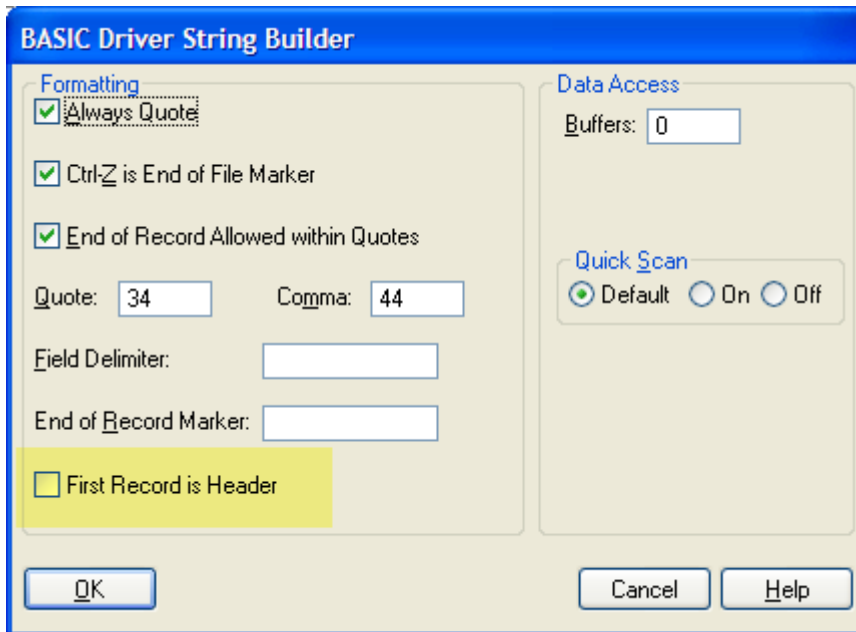 BASIC Driver String Builder
Formatting
Always Quote
Ctrl-Z is End of File Marker
End of Record Allowed within Quotes
Quote: 34 Comma: 44
Field Delimiter:
End of Record Marker:
First Record is Header
Data Access
Buffers: 0
Quick Scan
Default On Off
OK Cancel Help